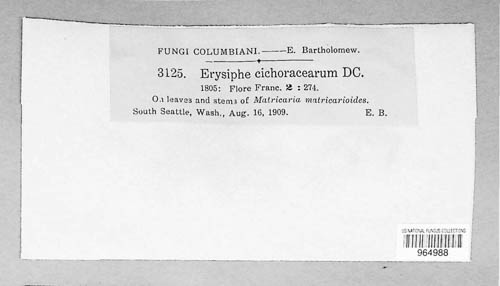 FUNGI COLUMBIANI.——E. Bartholomew.
3125. Erysiphe cichoracearum DC.
1805: Flore Franc. 2 : 274.
On leaves and stems of Matricaria matricarioides.
South Seattle, Wash., Aug. 16, 1909. E. B.
US NATIONAL FUNGUS COLLECTIONS
964988